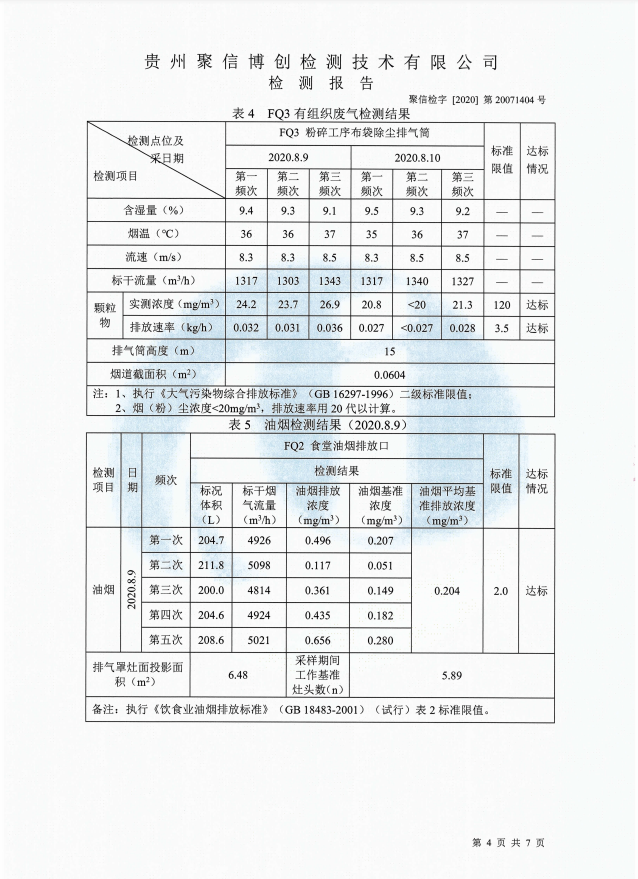 贵州聚信博创检测技术有限公司
检测报告
聚信检字 [2020] 第 20071404 号
表 4 FQ3 有组织废气检测结果
检测点位及 采日期 检测项目 FQ3 粉碎工序布袋除尘排气筒 标准限值 达标情况
2020.8.9 2020.8.10
第一频次 第二频次 第三频次 第一频次 第二频次 第三频次
含湿量（%） 9.4 9.3 9.1 9.5 9.3 9.2 — —
烟温（℃） 36 36 37 35 36 37 — —
流速（m/s） 8.3 8.3 8.5 8.3 8.5 8.5 — —
标干流量（m³/h） 1317 1303 1343 1317 1340 1327 — —
颗粒物 实测浓度（mg/m³） 24.2 23.7 26.9 20.8 <20 21.3 120 达标
排放速率（kg/h） 0.032 0.031 0.036 0.027 <0.027 0.028 3.5 达标
排气筒高度（m） 15
烟道截面积（m²） 0.0604
注：1、执行《大气污染物综合排放标准》（GB 16297-1996）二级标准限值；
2、烟（粉）尘浓度<20mg/m³，排放速率用 20 代以计算。
表 5 油烟检测结果（2020.8.9）
检测项目 日期 频次 FQ2 食堂油烟排放口 标准限值 达标情况
检测结果
标况体积（L） 标干烟气流量（m³/h） 油烟排放浓度（mg/m³） 油烟基准浓度（mg/m³） 油烟平均基准排放浓度（mg/m³）
油烟 2020.8.9 第一次 204.7 4926 0.496 0.207 0.204 2.0 达标
第二次 211.8 5098 0.117 0.051
第三次 200.0 4814 0.361 0.149
第四次 204.6 4924 0.435 0.182
第五次 208.6 5021 0.656 0.280
排气罩灶面投影面积（m²） 6.48 采样期间工作基准灶头数（n） 5.89
备注：执行《饮食业油烟排放标准》（GB 18483-2001）（试行）表 2 标准限值。
第 4 页 共 7 页